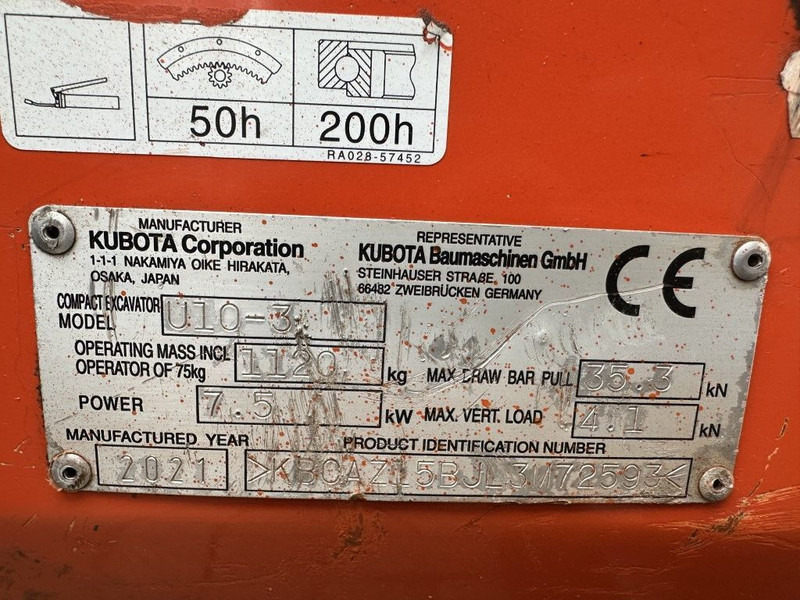 50h
200h
RA028-57452
MANUFACTURER
KUBOTA Corporation
1-1-1 NAKAMIYA OIKE HIRAKATA,
OSAKA, JAPAN
REPRESENTATIVE
KUBOTA Baumaschinen GmbH
STEINHAUSER STRAßE 100
66482 ZWEIBRÜCKEN GERMANY
CE
COMPACT EXCAVATOR
MODEL U10-3
OPERATING MASS INCL
OPERATOR OF 75kg 1120 kg
MAX DRAW BAR PULL 35.3 kN
POWER 7.5 kW
MAX. VERT. LOAD 4.1 kN
MANUFACTURED YEAR
2021
PRODUCT IDENTIFICATION NUMBER
>KBCAZ15BJL3M72593<